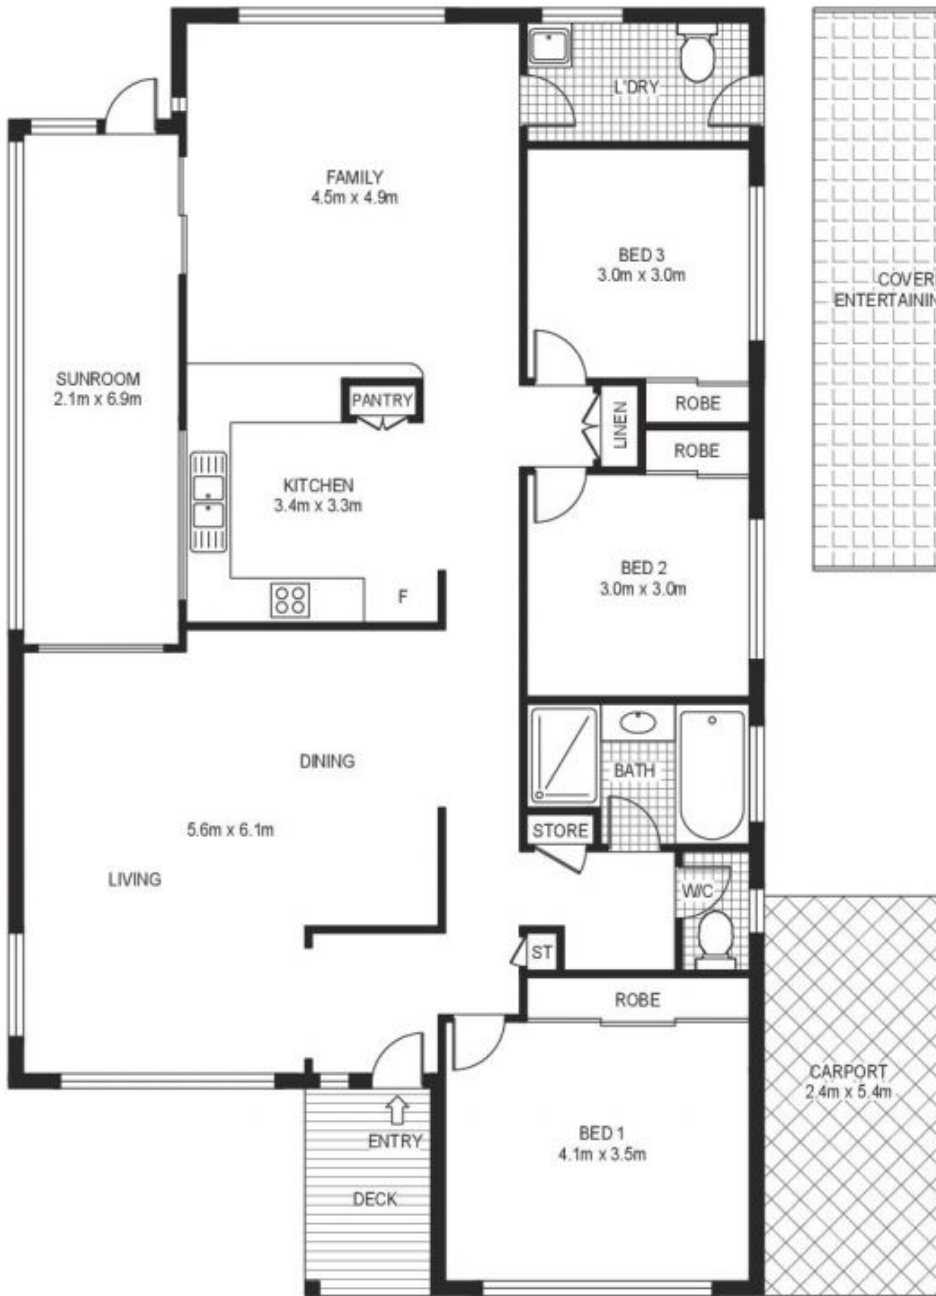 L'DRY
FAMILY
4.5m x 4.9m
BED 3
3.0m x 3.0m
COVER
ENTERTAININ
SUNROOM
2.1m x 6.9m
PANTRY
LINEN
ROBE
ROBE
KITCHEN
3.4m x 3.3m
F
BED 2
3.0m x 3.0m
DINING
BATH
5.6m x 6.1m
STORE
LIVING
W/C
ST
ROBE
CARPORT
2.4m x 5.4m
ENTRY
BED 1
4.1m x 3.5m
DECK